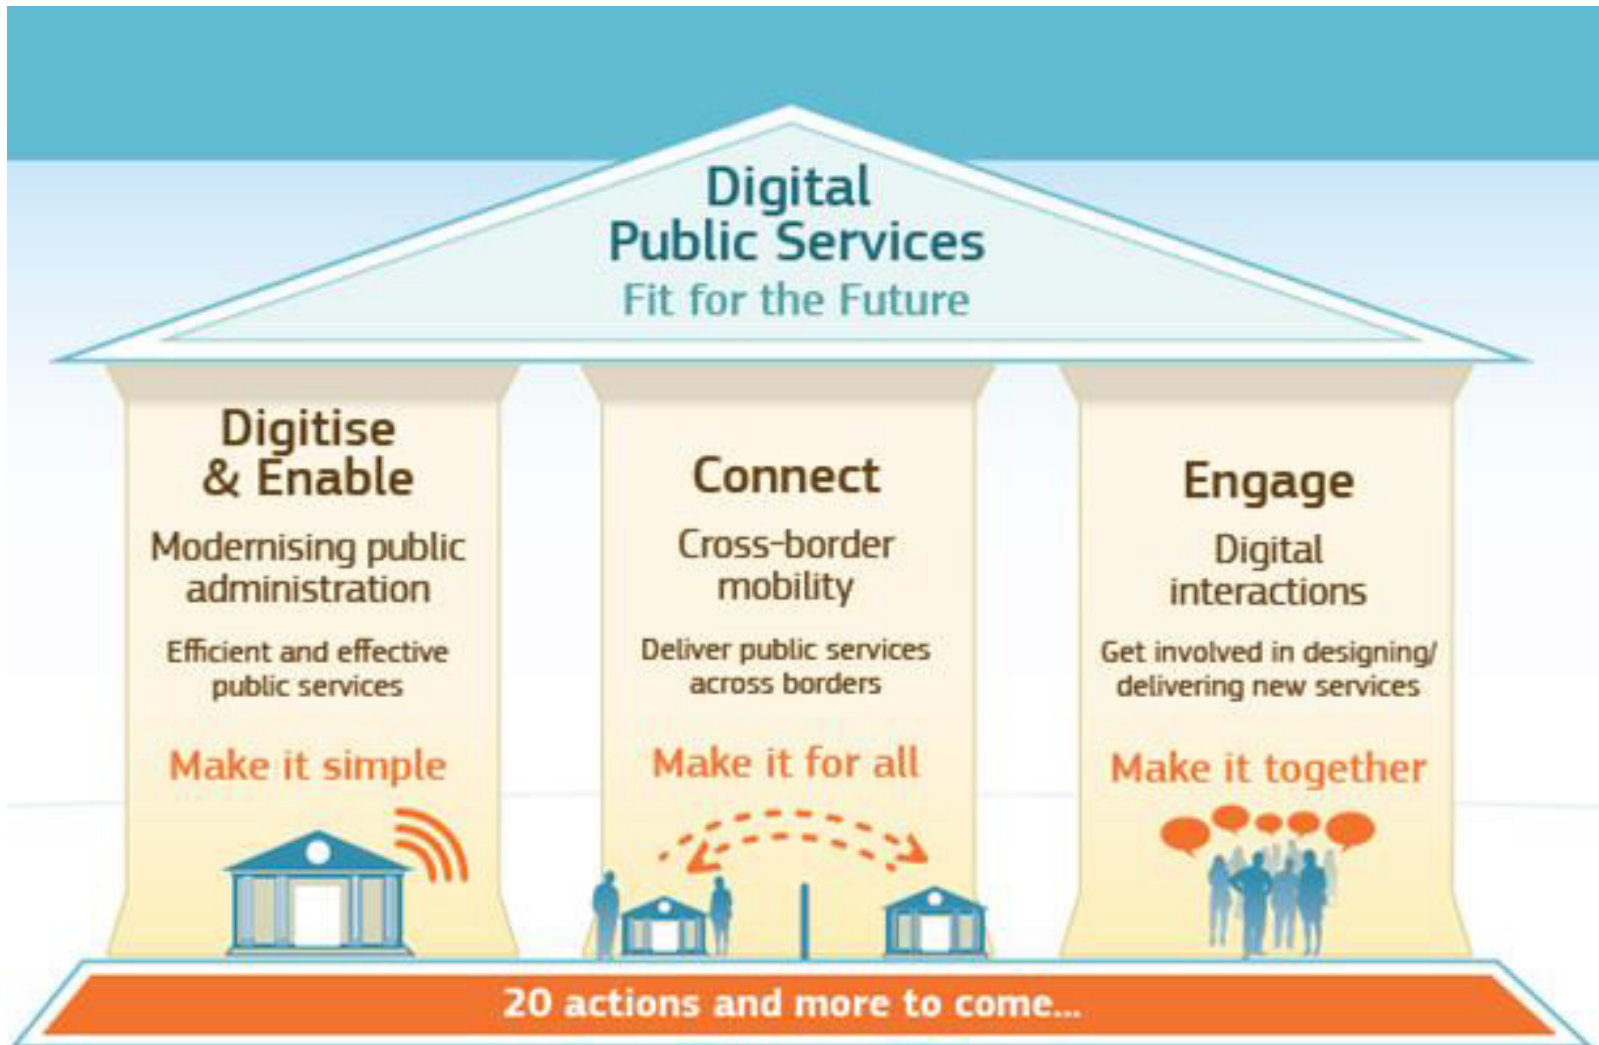 Digital
Public Services
Fit for the Future
Digitise
& Enable
Modernising public
administration
Efficient and effective
public services
Make it simple
Connect
Cross-border
mobility
Deliver public services
across borders
Make it for all
Engage
Digital
interactions
Get involved in designing/
delivering new services
Make it together
20 actions and more to come...